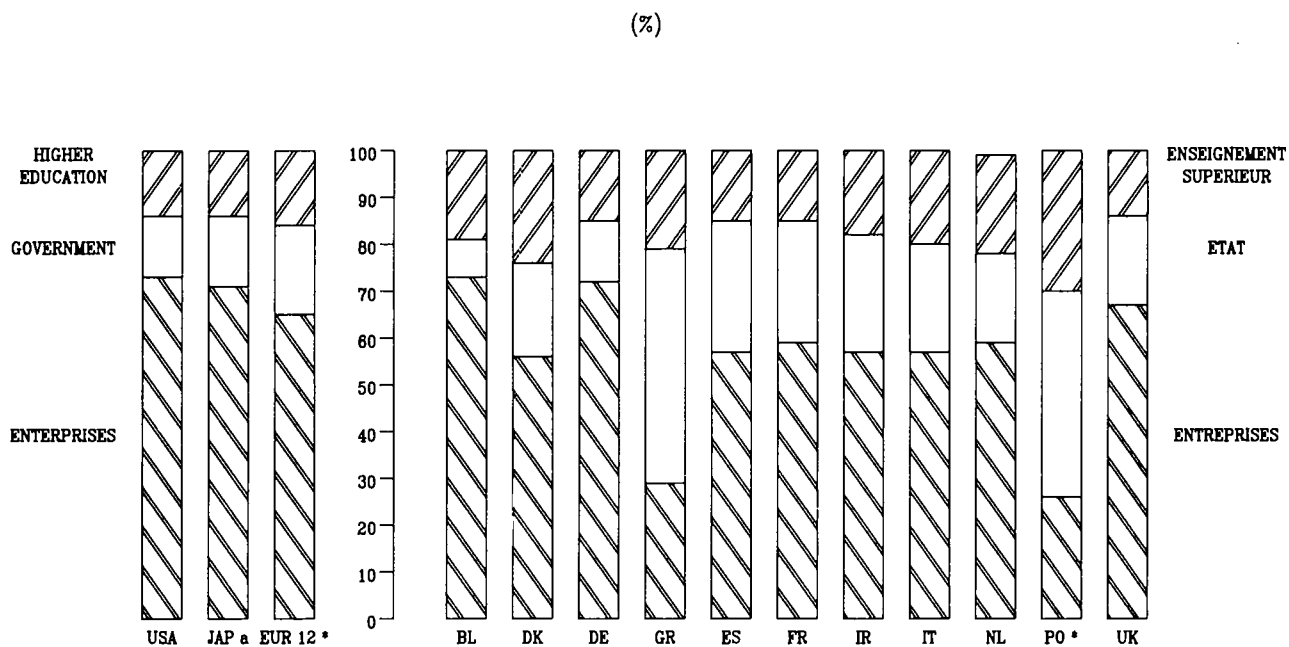 (%)
HIGHER
EDUCATION
GOVERNMENT
ENTERPRISES
100
90
80
70
60
50
40
30
20
10
0
ENSEIGNEMENT
SUPERIEUR
ETAT
ENTREPRISES
USA JAP a EUR 12 * BL DK DE GR ES FR IR IT NL PO * UK